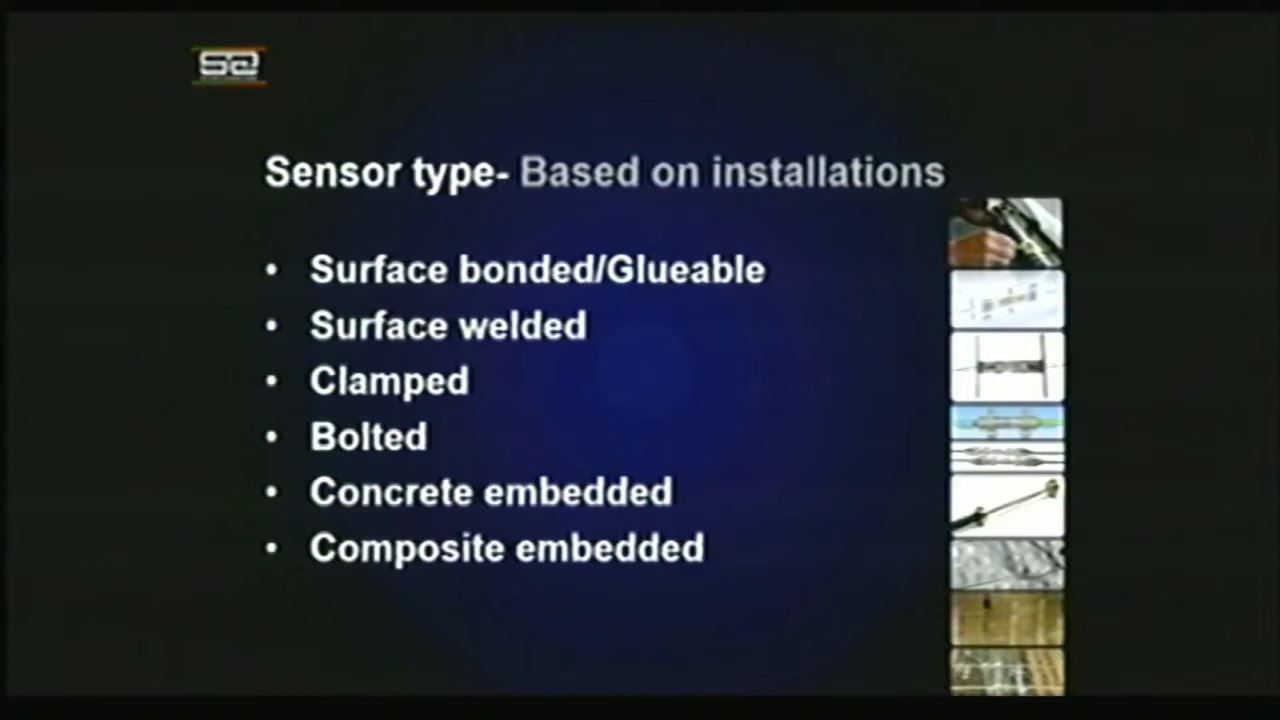 Sensor type- Based on installations
• Surface bonded/Glueable
• Surface welded
• Clamped
• Bolted
• Concrete embedded
• Composite embedded